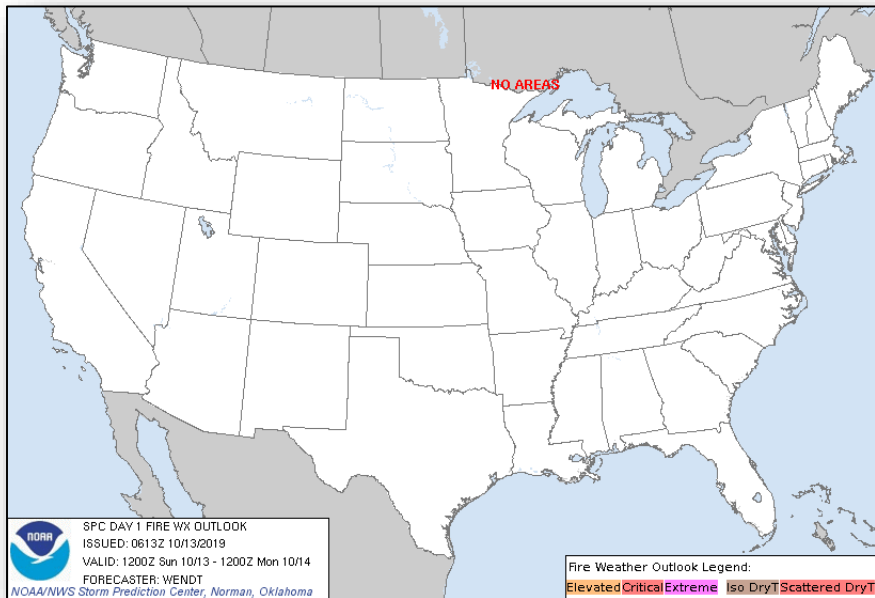 NO AREAS
SPC DAY 1 FIRE WX OUTLOOK
ISSUED: 0613Z 10/13/2019
VALID: 1200Z Sun 10/13 - 1200Z Mon 10/14
FORECASTER: WENDT
NOAA/NWS Storm Prediction Center, Norman, Oklahoma
NOAA
Fire Weather Outlook Legend:
Elevated Critical Extreme Iso DryT Scattered DryT